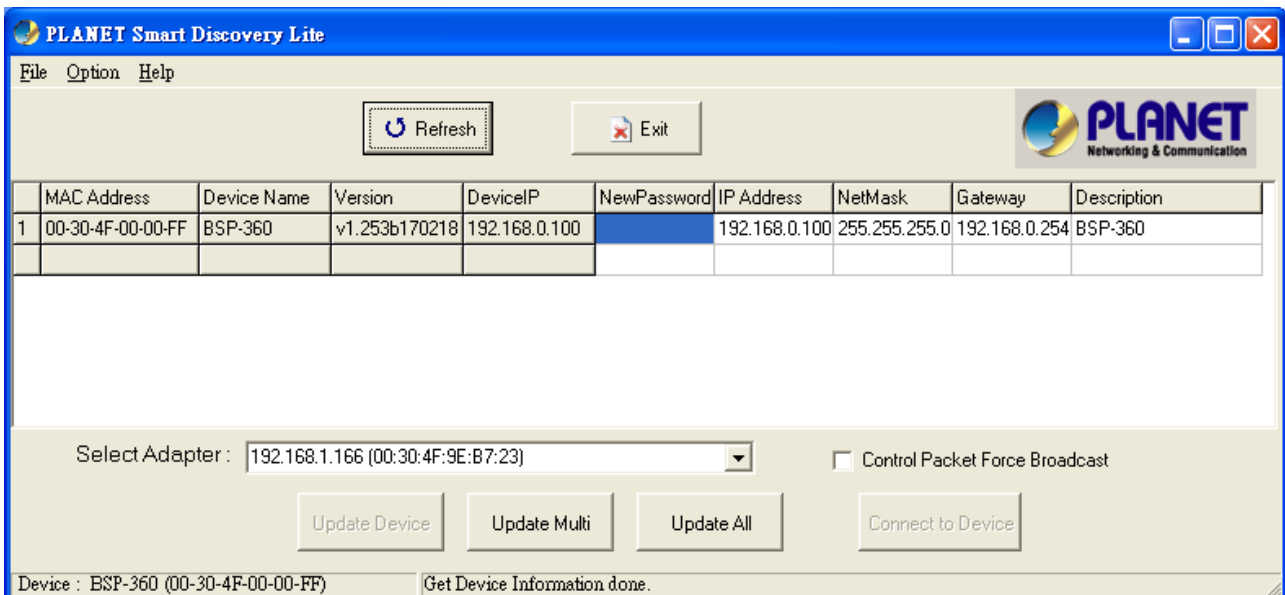 PLANET Smart Discovery Lite
File Option Help
Refresh Exit
PLANET
Networking & Communication
MAC Address Device Name Version DeviceIP NewPassword IP Address NetMask Gateway Description
1 00-30-4F-00-00-FF BSP-360 v1.253b170218 192.168.0.100 192.168.0.100 255.255.255.0 192.168.0.254 BSP-360
Select Adapter : 192.168.1.166 (00:30:4F:9E:B7:23) Control Packet Force Broadcast
Update Device Update Multi Update All Connect to Device
Device : BSP-360 (00-30-4F-00-00-FF) Get Device Information done.